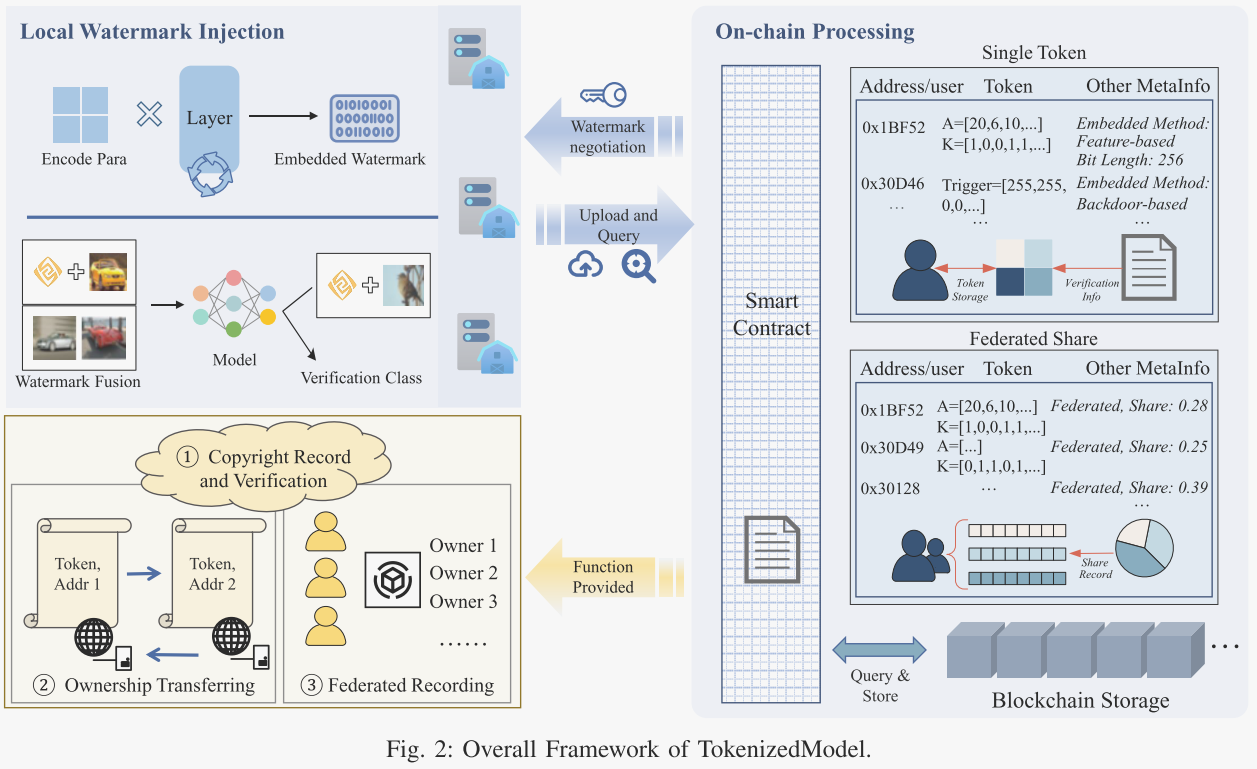 Local Watermark Injection
Encode Para
Layer
01010001
00001100
00110010
Embedded Watermark
Watermark Fusion
Model
Verification Class
Watermark
negotiation
Upload and
Query
Function
Provided
① Copyright Record
and Verification
Token,
Addr 1
Token,
Addr 2
② Ownership Transferring
Owner 1
Owner 2
Owner 3
......
③ Federated Recording
On-chain Processing
Smart
Contract
Single Token
Address/user Token Other MetaInfo
0x1BF52 A=[20,6,10,...] Embedded Method:
K=[1,0,0,1,1,...] Feature-based
Bit Length: 256
0x30D46 Trigger=[255,255, Embedded Method:
... 0,0,...] Backdoor-based
... ...
Token
Storage
Verification
Info
Federated Share
Address/user Token Other MetaInfo
0x1BF52 A=[20,6,10,...] Federated, Share: 0.28
K=[1,0,0,1,1,...]
0x30D49 A=[...] Federated, Share: 0.25
K=[0,1,1,0,1,...]
0x30128 ... Federated, Share: 0.39
...
Share
Record
Query &
Store
...
Blockchain Storage
Fig. 2: Overall Framework of TokenizedModel.